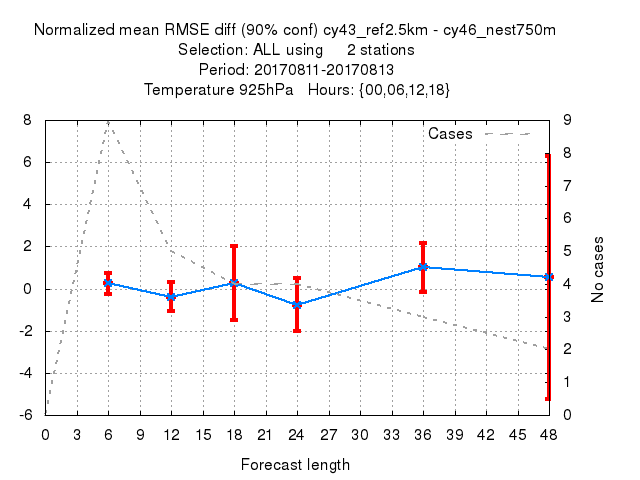 Normalized mean RMSE diff (90% conf) cy43_ref2.5km - cy46_nest750m
Selection: ALL using 2 stations
Period: 20170811-20170813
Temperature 925hPa Hours: {00,06,12,18}
Cases
8
6
4
2
0
-2
-4
-6
9
8
7
6
5
4
3
2
1
0
No cases
0 3 6 9 12 15 18 21 24 27 30 33 36 39 42 45 48
Forecast length